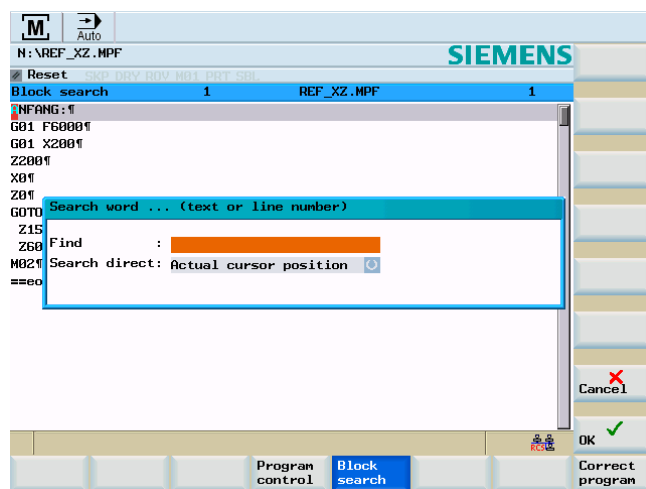 M
Auto
N:\REF_XZ.MPF
SIEMENS
Reset SKP DRY ROV M01 PRT SBL
Block search 1 REF_XZ.MPF 1
NFANG:¶
G01 F6000¶
G01 X200¶
Z200¶
X0¶
Z0¶
GOTO
Search word ... (text or line number)
Z15
Find :
Z60
M02¶
Search direct: Actual cursor position
==eo
Cancel
RCS
OK
Program control
Block search
Correct program